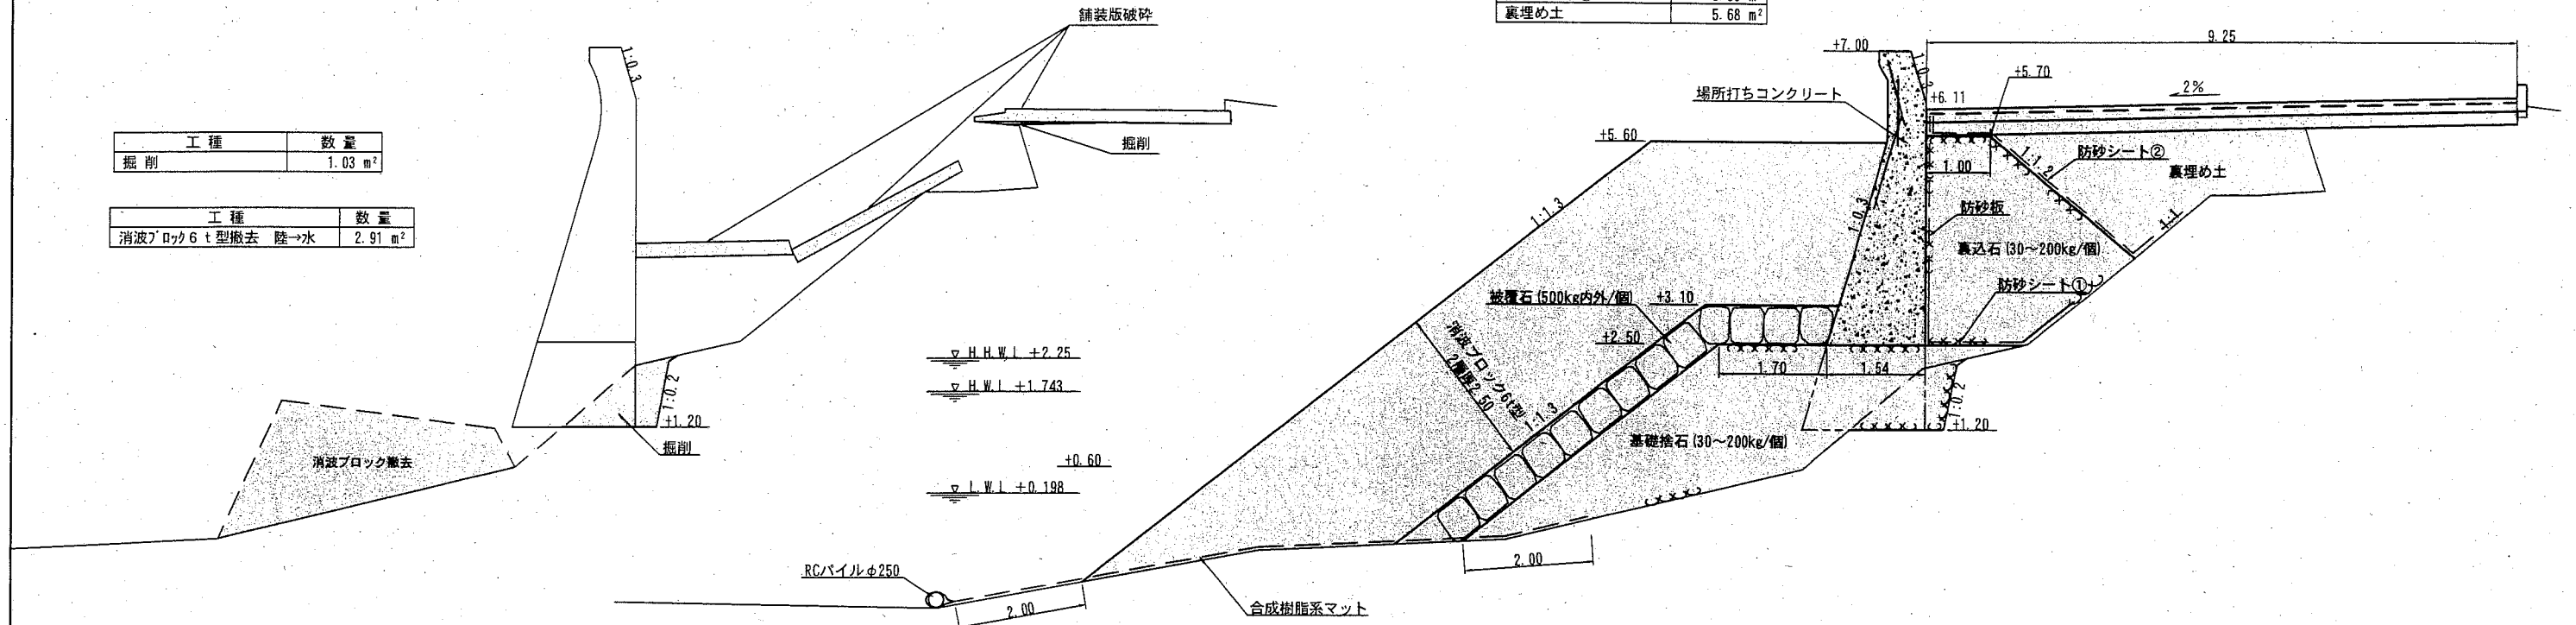 裏埋め土 5.68 m²
舗装版破砕
1:0.3
掘削
工種 数量
掘削 1.03 m²
工種 数量
消波ブロック6t型撤去 陸→水 2.91 m²
1:0.2
+1.20
掘削
消波ブロック撤去
H.H.W.L +2.25
H.W.L +1.743
+0.60
L.W.L +0.198
RCパイルφ250
2.00
合成樹脂系マット
+7.00
9.25
+5.70
2%
場所打ちコンクリート
+6.11
+5.60
1.00
1:1.2
防砂シート②
裏埋め土
1:1.3
1:0.3
防砂板
1:1
裏込石(30～200kg/個)
防砂シート①
被覆石(500kg内外/個)
+3.10
+2.50
消波ブロック6t型
2層厚2.50
1:1.3
1.70
1.54
1:0.2
+1.20
基礎捨石(30～200kg/個)
2.00